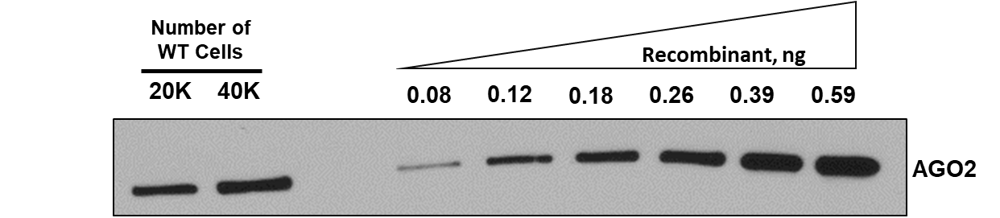 Number of
WT Cells
20K 40K
Recombinant, ng
0.08 0.12 0.18 0.26 0.39 0.59
AGO2